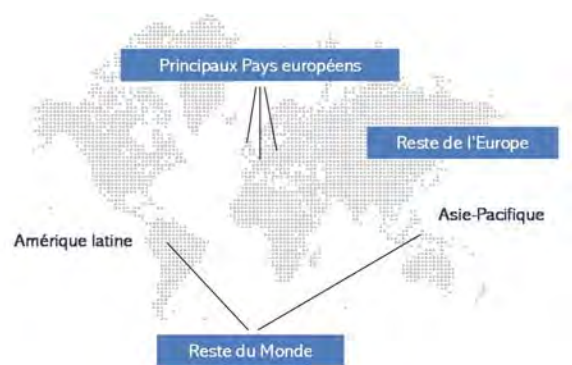 Principaux Pays européens
Reste de l'Europe
Asie-Pacifique
Amérique latine
Reste du Monde